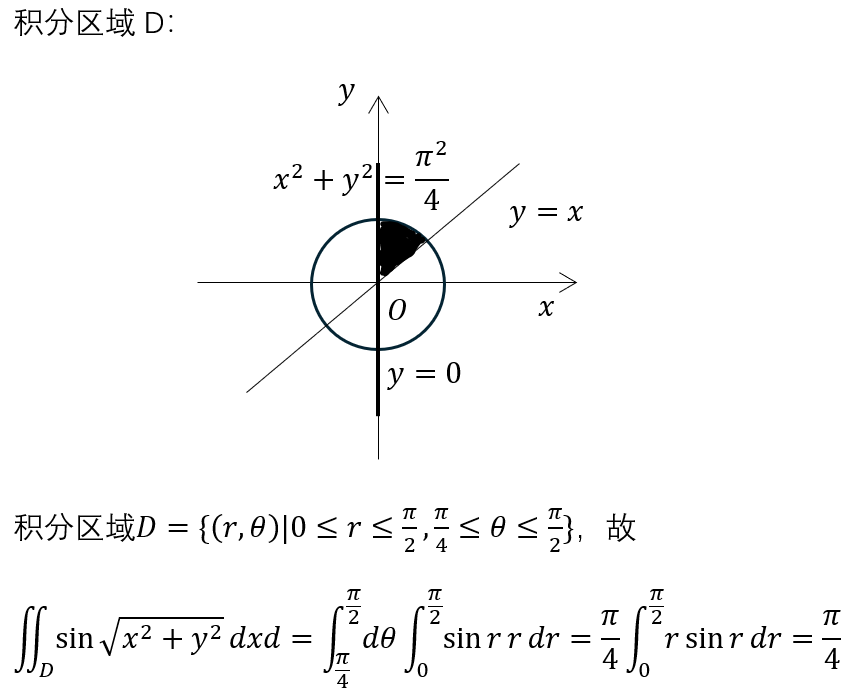 积分区域 D:
y
x² + y² = π²/4
y = x
O
x
y = 0
积分区域D = {(r, θ)|0 ≤ r ≤ π/2, π/4 ≤ θ ≤ π/2}，故
∬_D sin √(x² + y²) dxd = ∫_{π/4}^{π/2} dθ ∫_0^{π/2} sin r r dr = π/4 ∫_0^{π/2} r sin r dr = π/4